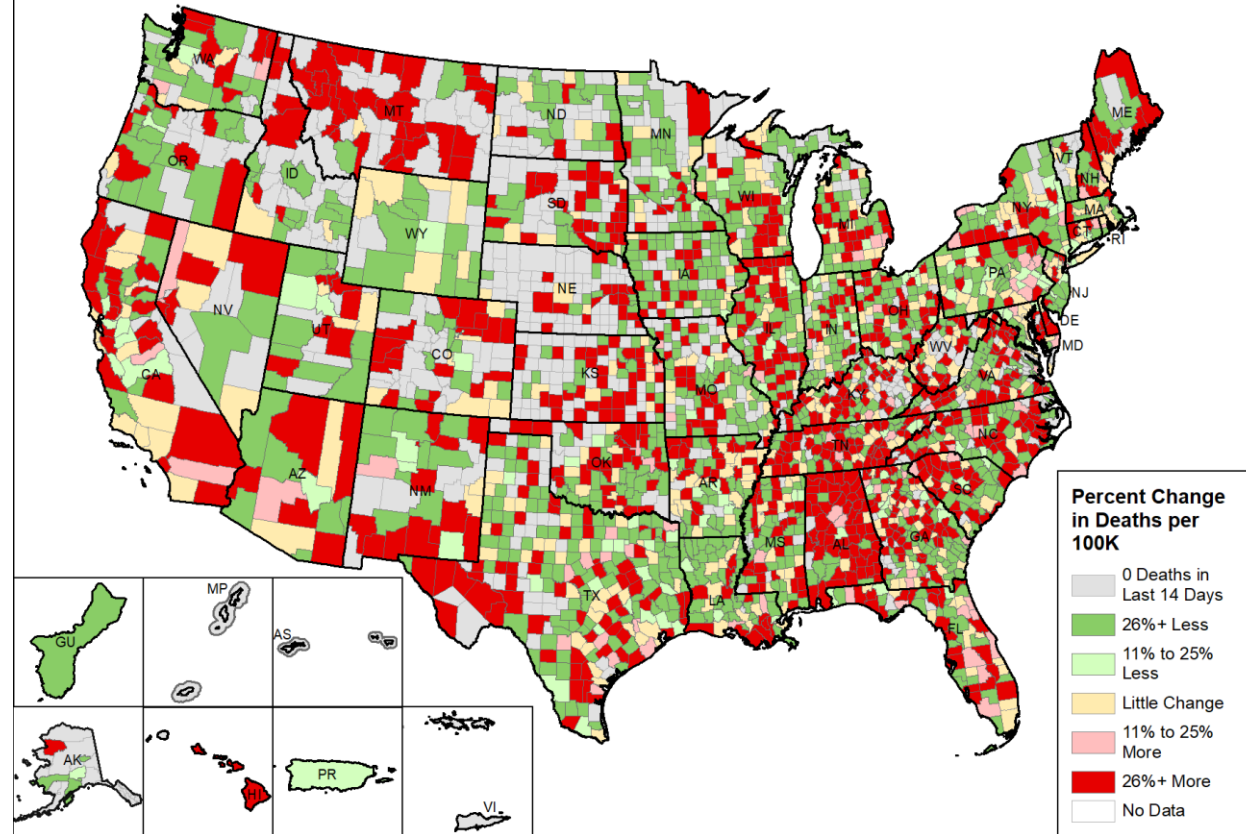 WA
MT
ND
MN
ME
OR
ID
SD
WI
MI
VT
NH
NY
MA
CT
RI
WY
IA
PA
NJ
NE
NV
UT
CO
IL
IN
OH
DE
MD
WV
VA
CA
KS
MO
KY
AZ
NM
OK
AR
TN
NC
SC
MS
AL
GA
TX
LA
FL
GU
MP
AS
AK
HI
PR
VI
Percent Change
in Deaths per
100K
0 Deaths in
Last 14 Days
26%+ Less
11% to 25%
Less
Little Change
11% to 25%
More
26%+ More
No Data